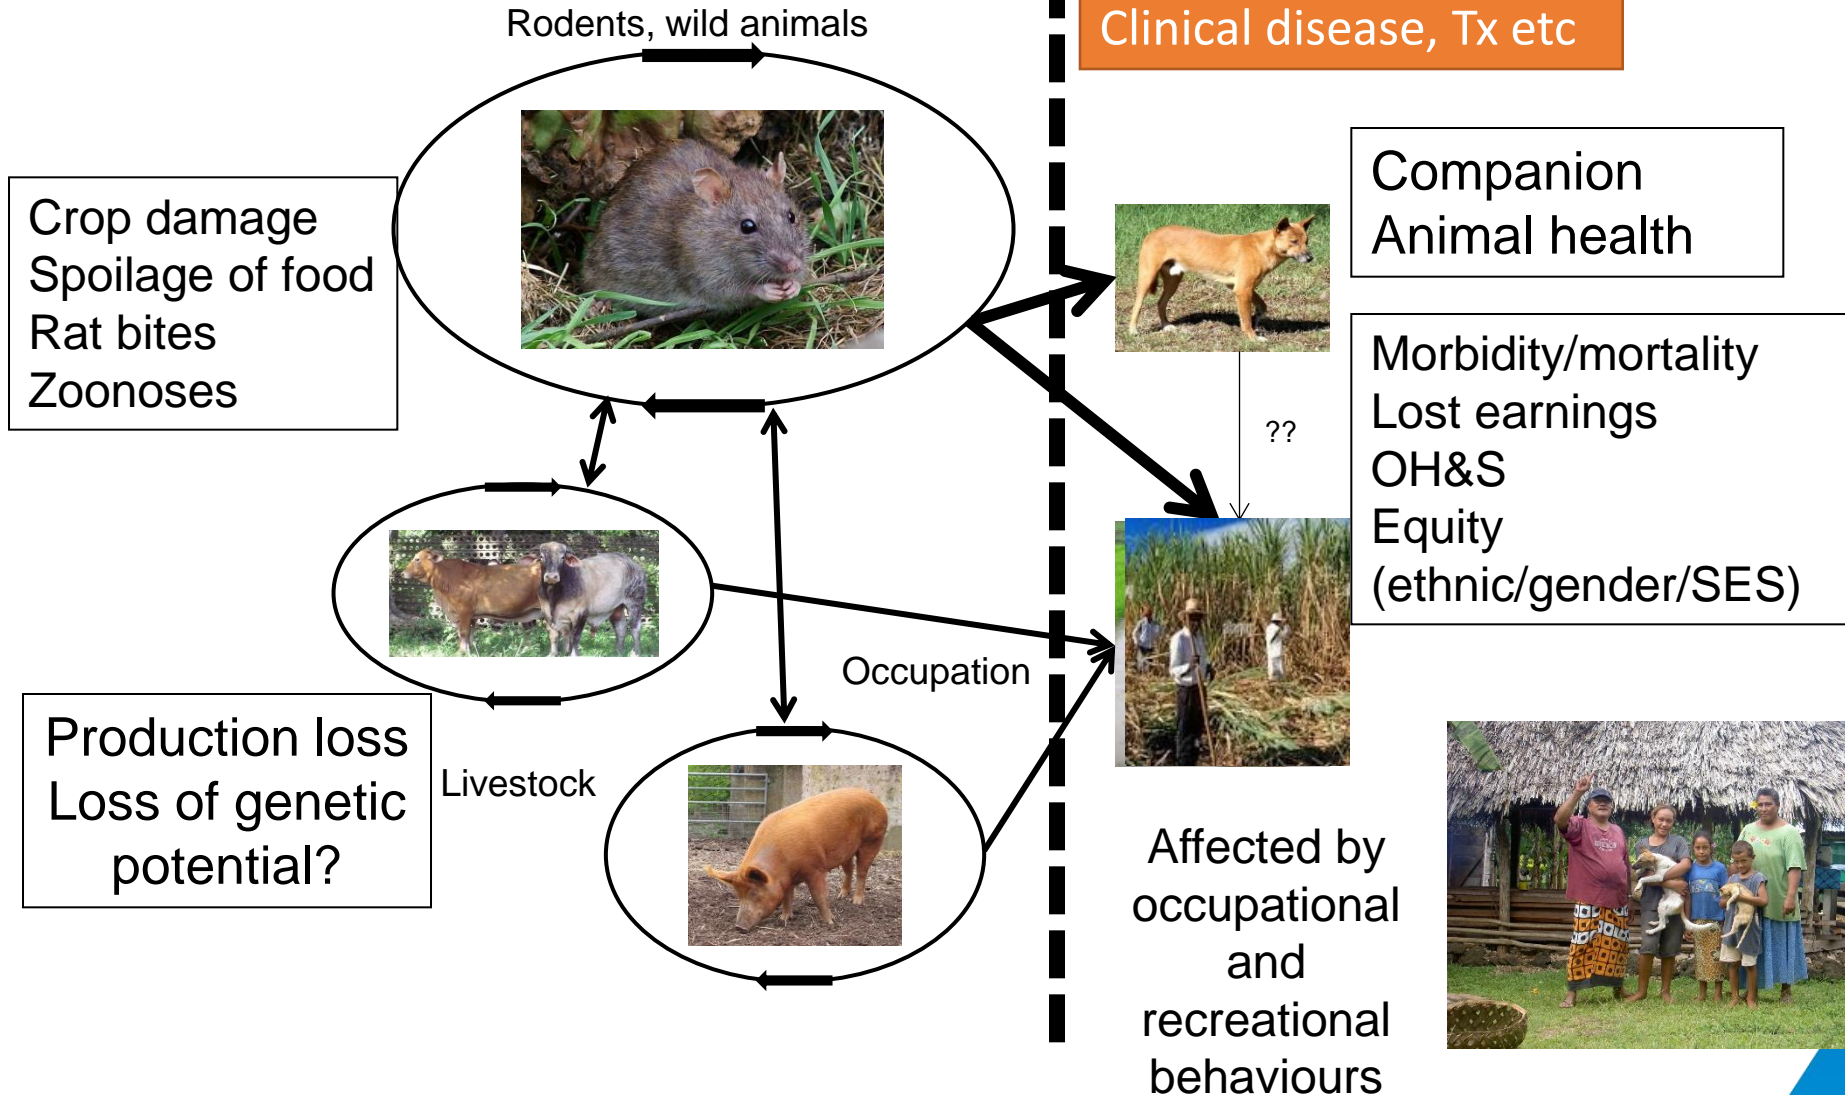 Rodents, wild animals
Clinical disease, Tx etc
Crop damage
Spoilage of food
Rat bites
Zoonoses
Companion
Animal health
Morbidity/mortality
Lost earnings
OH&S
Equity
(ethnic/gender/SES)
??
Occupation
Production loss
Loss of genetic
potential?
Livestock
Affected by
occupational
and
recreational
behaviours